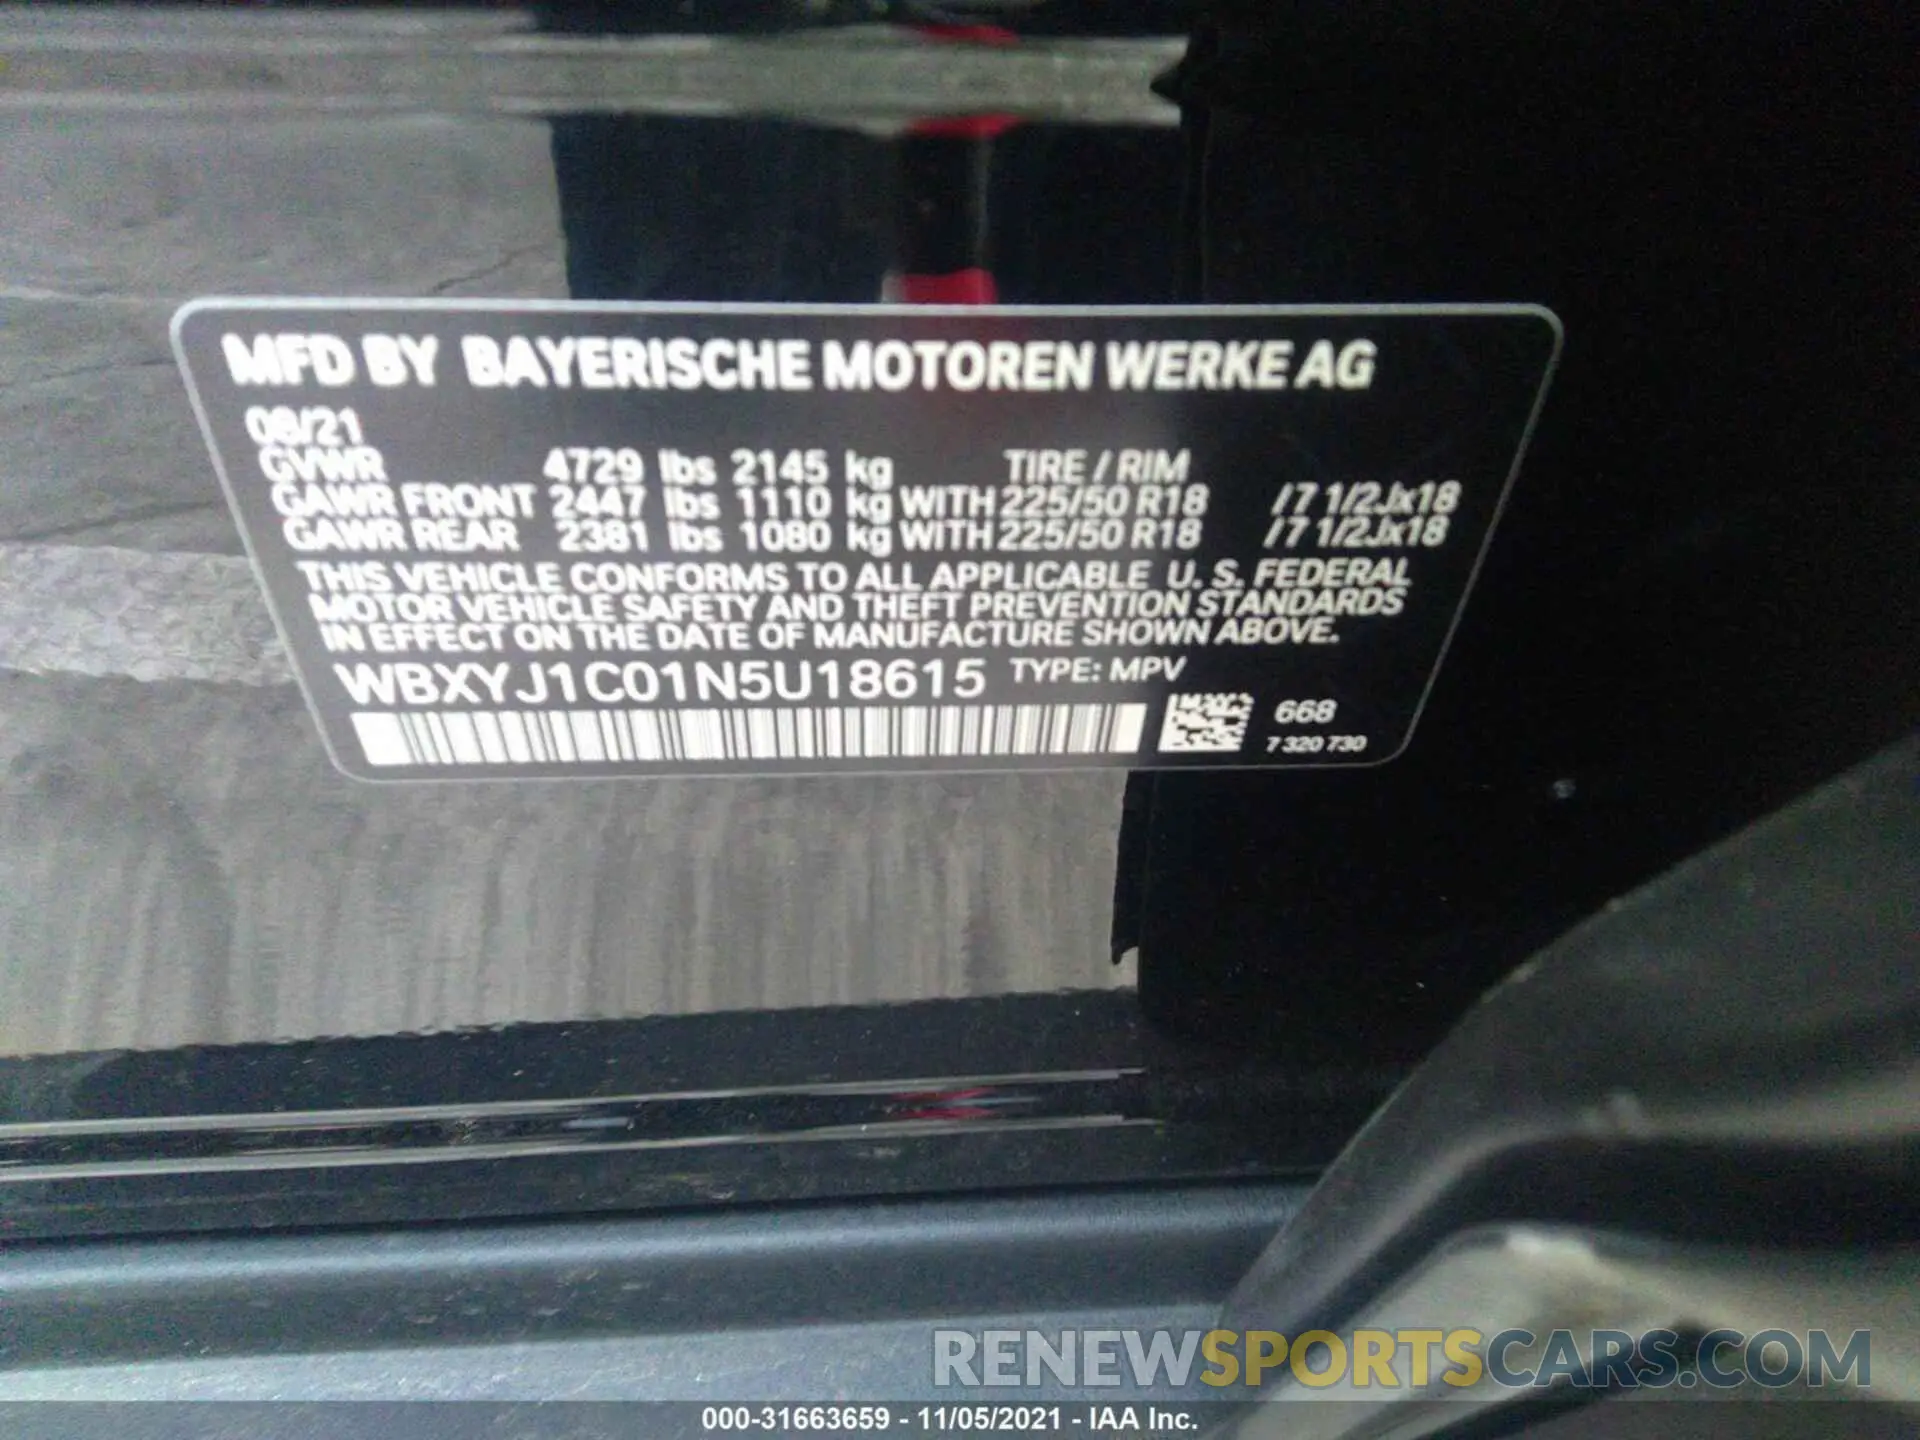 MFD BY BAYERISCHE MOTOREN WERKE AG
08/21
GVWR 4729 lbs 2145 kg TIRE / RIM
GAWR FRONT 2447 lbs 1110 kg WITH 225/50 R18 / 7 1/2Jx18
GAWR REAR 2381 lbs 1080 kg WITH 225/50 R18 / 7 1/2Jx18
THIS VEHICLE CONFORMS TO ALL APPLICABLE U. S. FEDERAL
MOTOR VEHICLE SAFETY AND THEFT PREVENTION STANDARDS
IN EFFECT ON THE DATE OF MANUFACTURE SHOWN ABOVE.
WBXYJ1C01N5U18615 TYPE: MPV
668
7 320 730
RENEWSPORTSCARS.COM
000-31663659 - 11/05/2021 - IAA Inc.